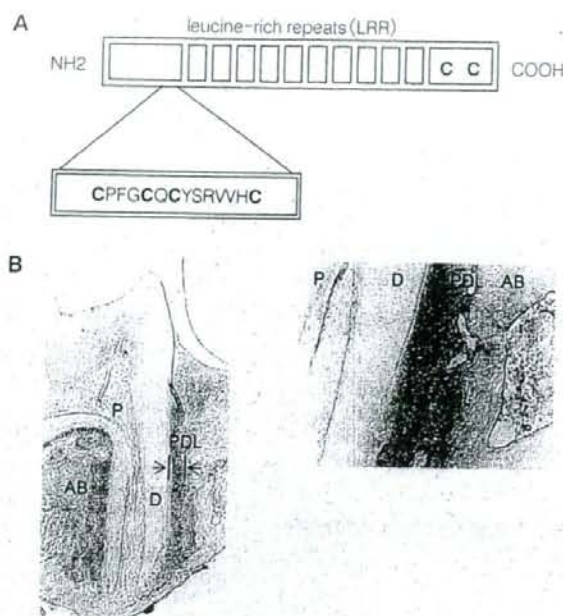 A
leucine-rich repeats (LRR)
NH2
C C
COOH
CPFGCQCYSRVVHC
B
P
PDL
AB
D
P
D
PDL
AB